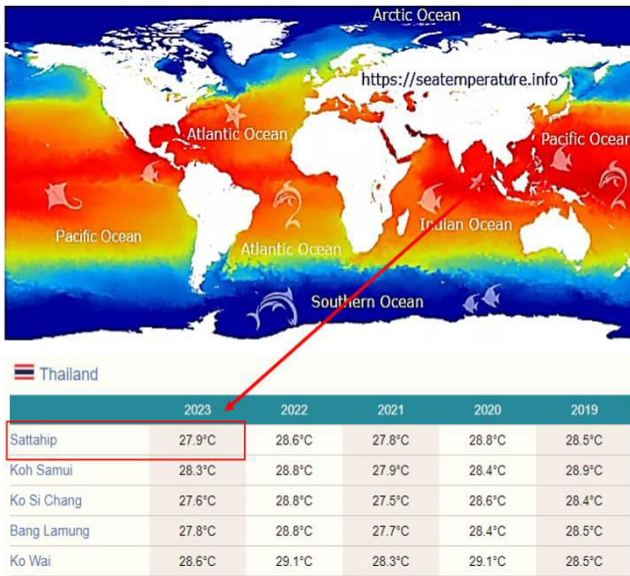 Arctic Ocean
https://seatemperature.info
Atlantic Ocean
Pacific Ocean
Pacific Ocean
Atlantic Ocean
Indian Ocean
Southern Ocean
Thailand
2023 2022 2021 2020 2019
Sattahip 27.9°C 28.6°C 27.8°C 28.8°C 28.5°C
Koh Samui 28.3°C 28.8°C 27.9°C 28.4°C 28.9°C
Ko Si Chang 27.6°C 28.8°C 27.5°C 28.6°C 28.4°C
Bang Lamung 27.8°C 28.8°C 27.7°C 28.4°C 28.5°C
Ko Wai 28.6°C 29.1°C 28.3°C 29.1°C 28.5°C